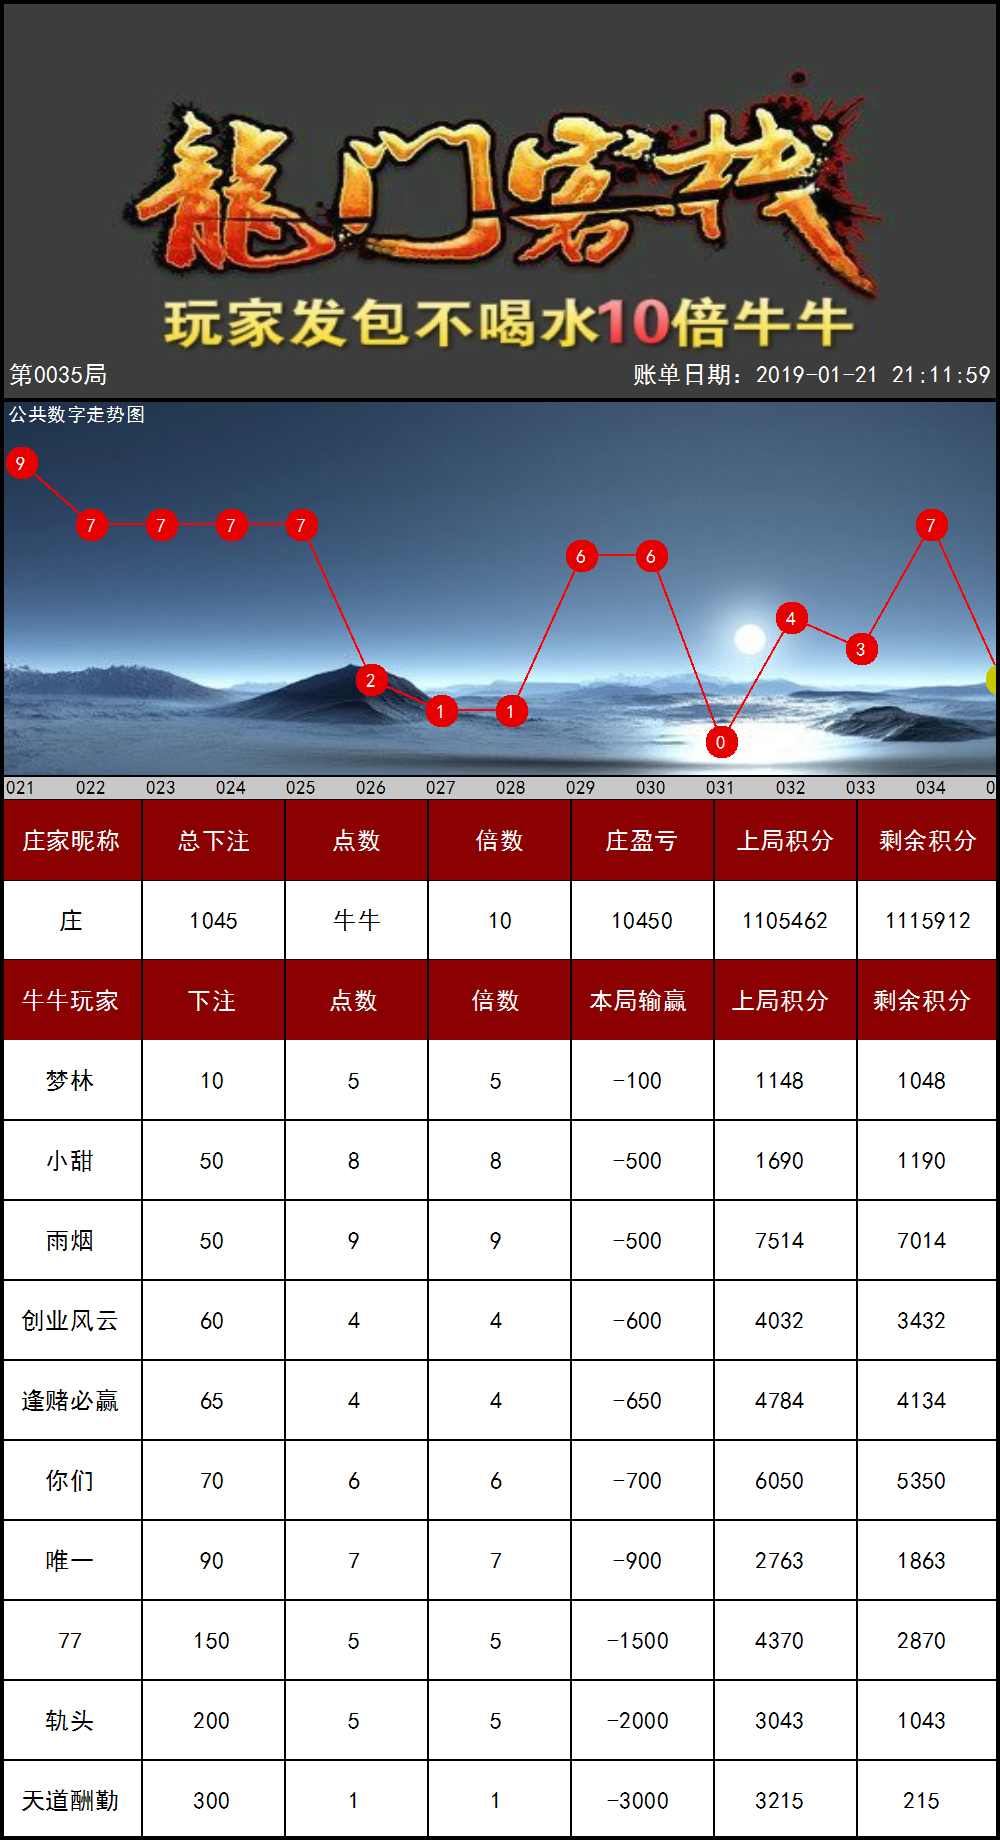 龍门客栈
玩家发包不喝水10倍牛牛
第0035局 账单日期：2019-01-21 21:11:59
公共数字走势图
9
7 7 7 7 7
6 6
4
3
2
1 1
0
021 022 023 024 025 026 027 028 029 030 031 032 033 034 0
庄家昵称 总下注 点数 倍数 庄盈亏 上局积分 剩余积分
庄 1045 牛牛 10 10450 1105462 1115912
牛牛玩家 下注 点数 倍数 本局输赢 上局积分 剩余积分
梦林 10 5 5 -100 1148 1048
小甜 50 8 8 -500 1690 1190
雨烟 50 9 9 -500 7514 7014
创业风云 60 4 4 -600 4032 3432
逢赌必赢 65 4 4 -650 4784 4134
你们 70 6 6 -700 6050 5350
唯一 90 7 7 -900 2763 1863
77 150 5 5 -1500 4370 2870
轨头 200 5 5 -2000 3043 1043
天道酬勤 300 1 1 -3000 3215 215